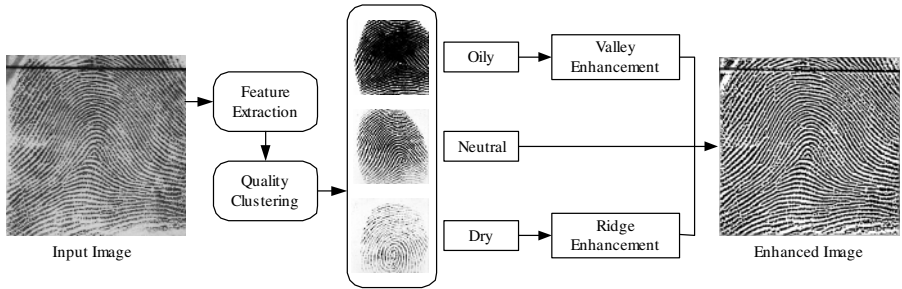 Input Image
Feature
Extraction
Quality
Clustering
Oily
Neutral
Dry
Valley
Enhancement
Ridge
Enhancement
Enhanced Image